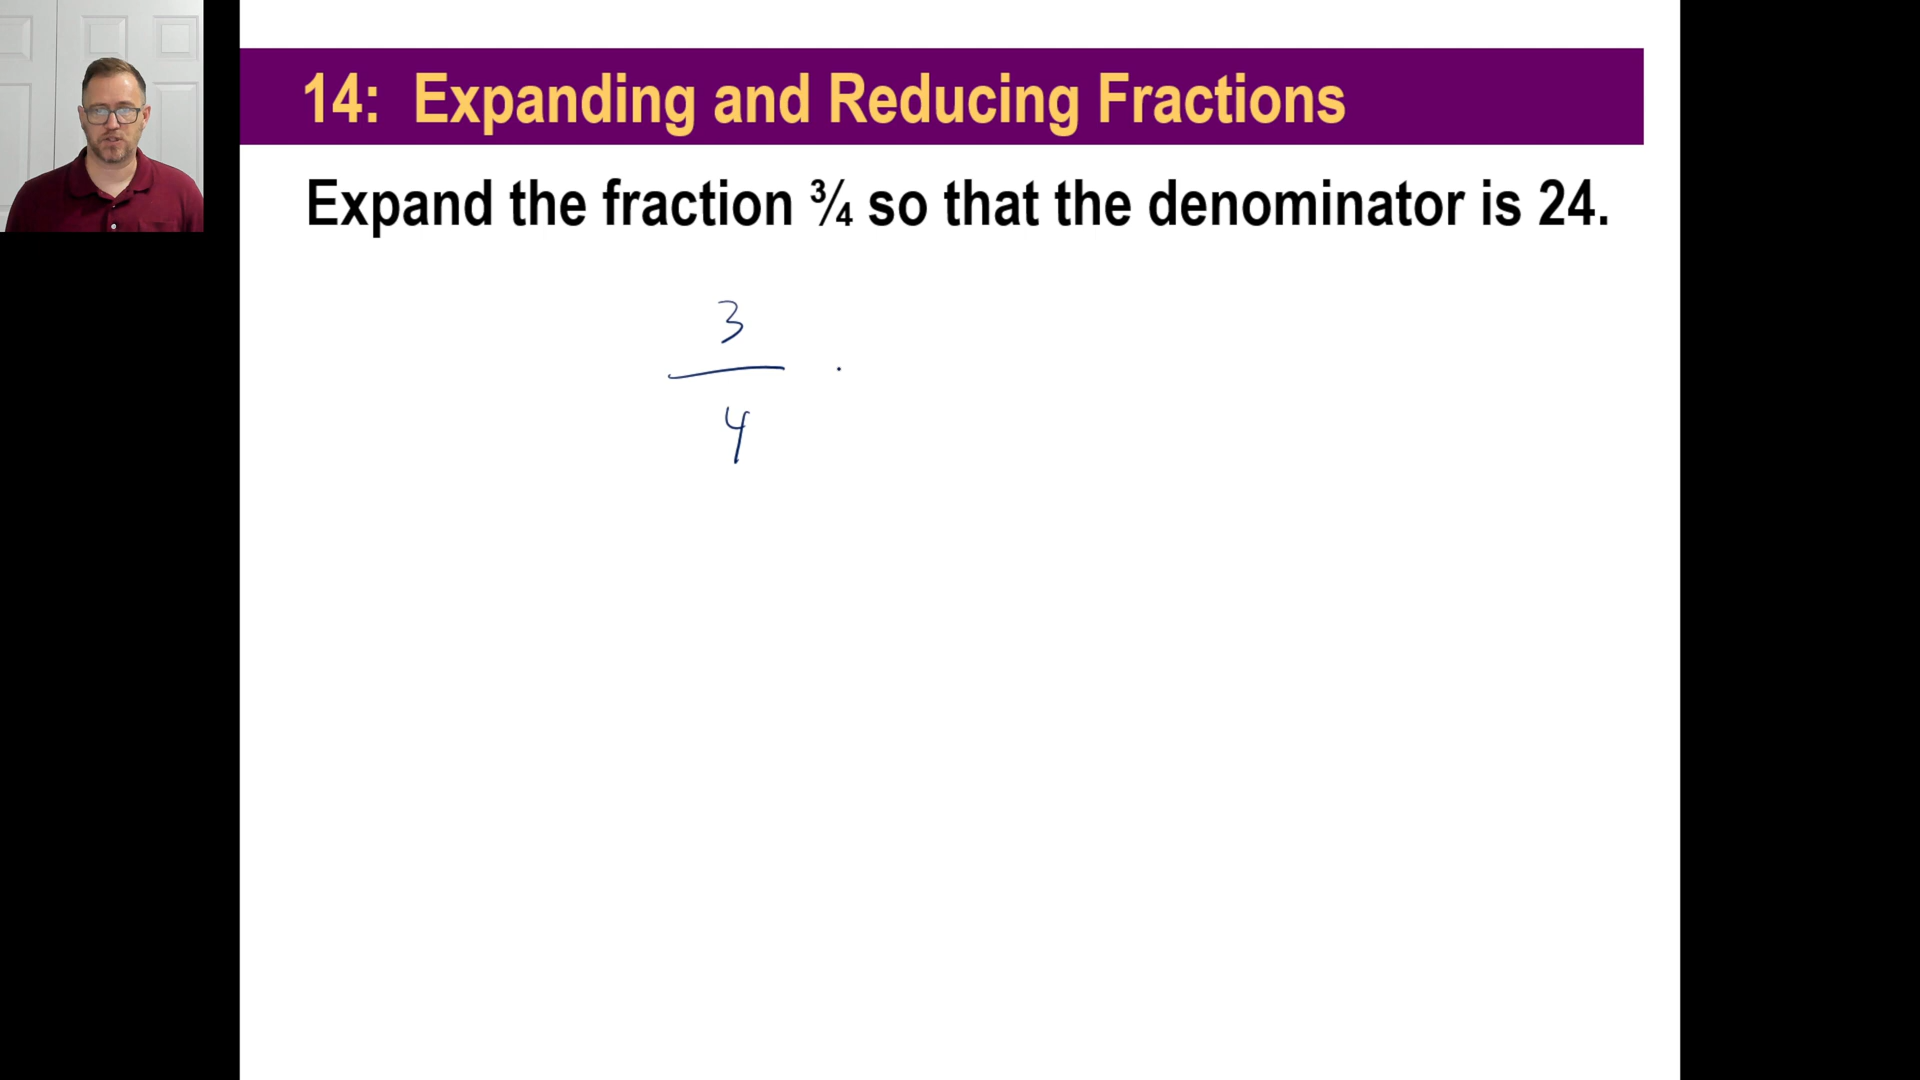 14: Expanding and Reducing Fractions
Expand the fraction ¾ so that the denominator is 24.
3
4 ·